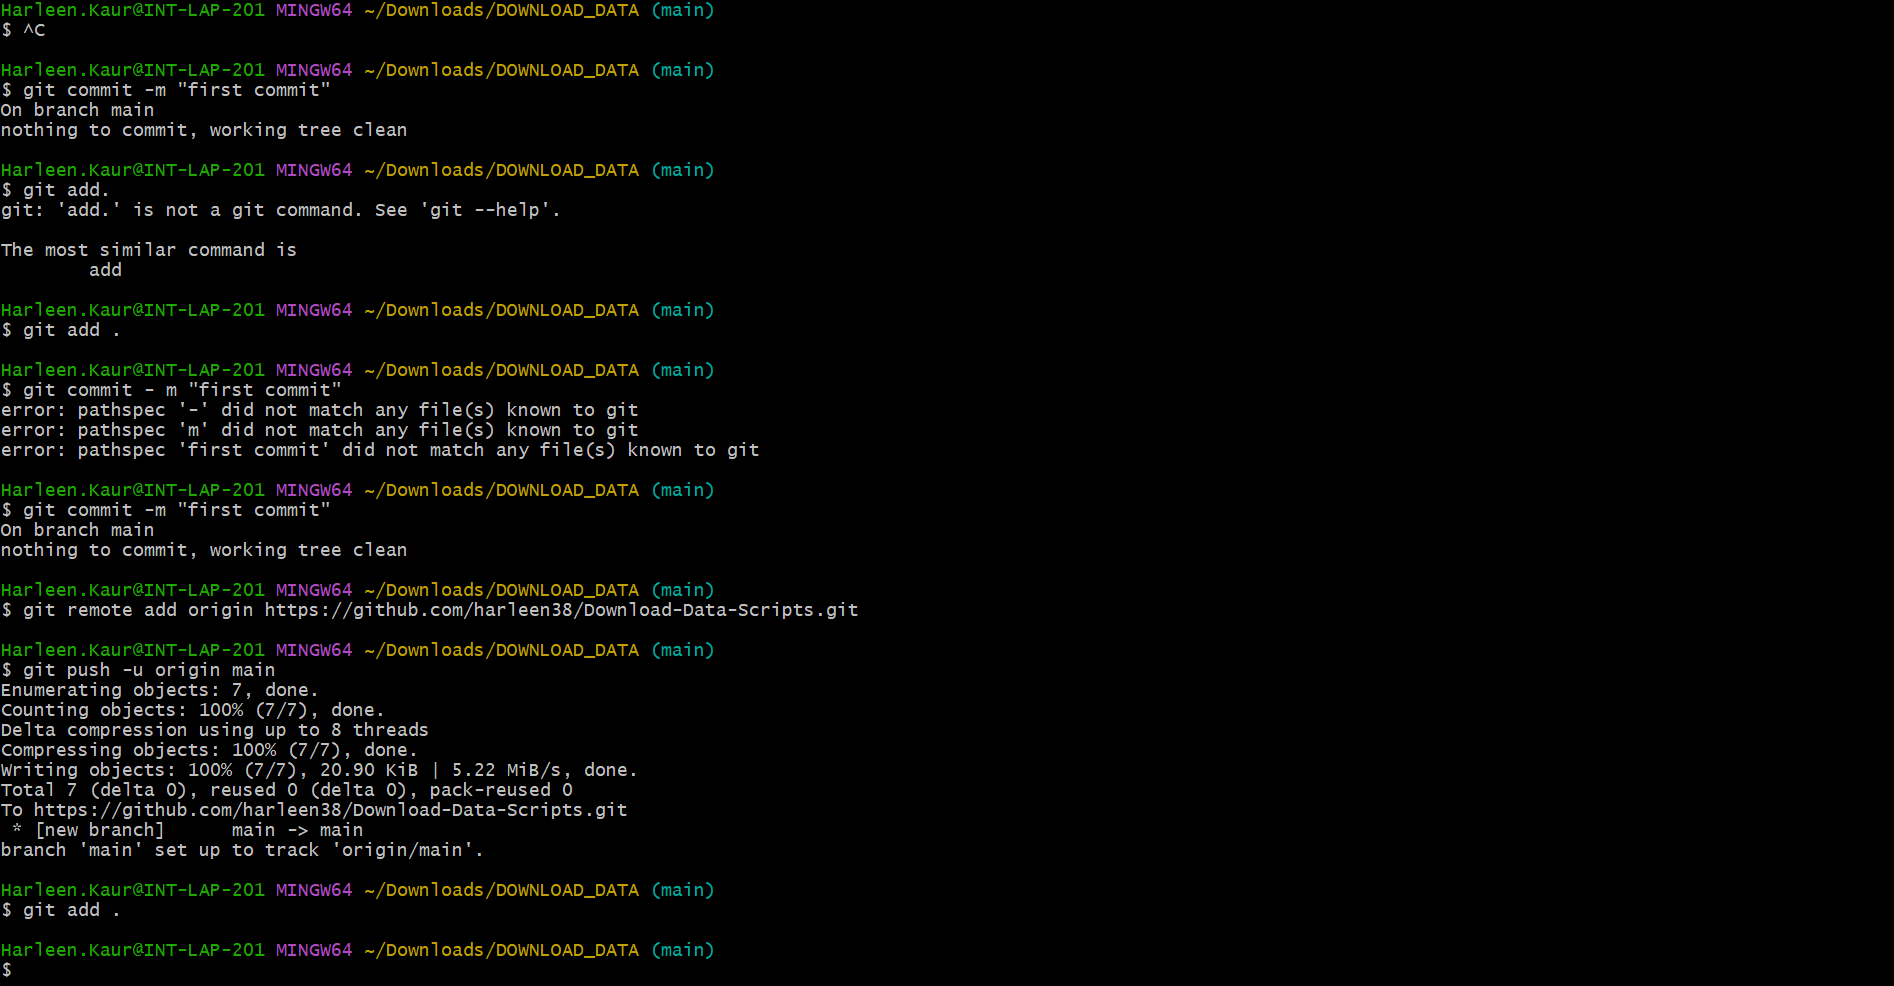 Harleen.Kaur@INT-LAP-201 MINGW64 ~/Downloads/DOWNLOAD_DATA (main)
$ ^C
Harleen.Kaur@INT-LAP-201 MINGW64 ~/Downloads/DOWNLOAD_DATA (main)
$ git commit -m "first commit"
On branch main
nothing to commit, working tree clean
Harleen.Kaur@INT-LAP-201 MINGW64 ~/Downloads/DOWNLOAD_DATA (main)
$ git add.
git: 'add.' is not a git command. See 'git --help'.
The most similar command is
        add
Harleen.Kaur@INT-LAP-201 MINGW64 ~/Downloads/DOWNLOAD_DATA (main)
$ git add .
Harleen.Kaur@INT-LAP-201 MINGW64 ~/Downloads/DOWNLOAD_DATA (main)
$ git commit - m "first commit"
error: pathspec '-' did not match any file(s) known to git
error: pathspec 'm' did not match any file(s) known to git
error: pathspec 'first commit' did not match any file(s) known to git
Harleen.Kaur@INT-LAP-201 MINGW64 ~/Downloads/DOWNLOAD_DATA (main)
$ git commit -m "first commit"
On branch main
nothing to commit, working tree clean
Harleen.Kaur@INT-LAP-201 MINGW64 ~/Downloads/DOWNLOAD_DATA (main)
$ git remote add origin https://github.com/harleen38/Download-Data-Scripts.git
Harleen.Kaur@INT-LAP-201 MINGW64 ~/Downloads/DOWNLOAD_DATA (main)
$ git push -u origin main
Enumerating objects: 7, done.
Counting objects: 100% (7/7), done.
Delta compression using up to 8 threads
Compressing objects: 100% (7/7), done.
Writing objects: 100% (7/7), 20.90 KiB | 5.22 MiB/s, done.
Total 7 (delta 0), reused 0 (delta 0), pack-reused 0
To https://github.com/harleen38/Download-Data-Scripts.git
 * [new branch]      main -> main
branch 'main' set up to track 'origin/main'.
Harleen.Kaur@INT-LAP-201 MINGW64 ~/Downloads/DOWNLOAD_DATA (main)
$ git add .
Harleen.Kaur@INT-LAP-201 MINGW64 ~/Downloads/DOWNLOAD_DATA (main)
$